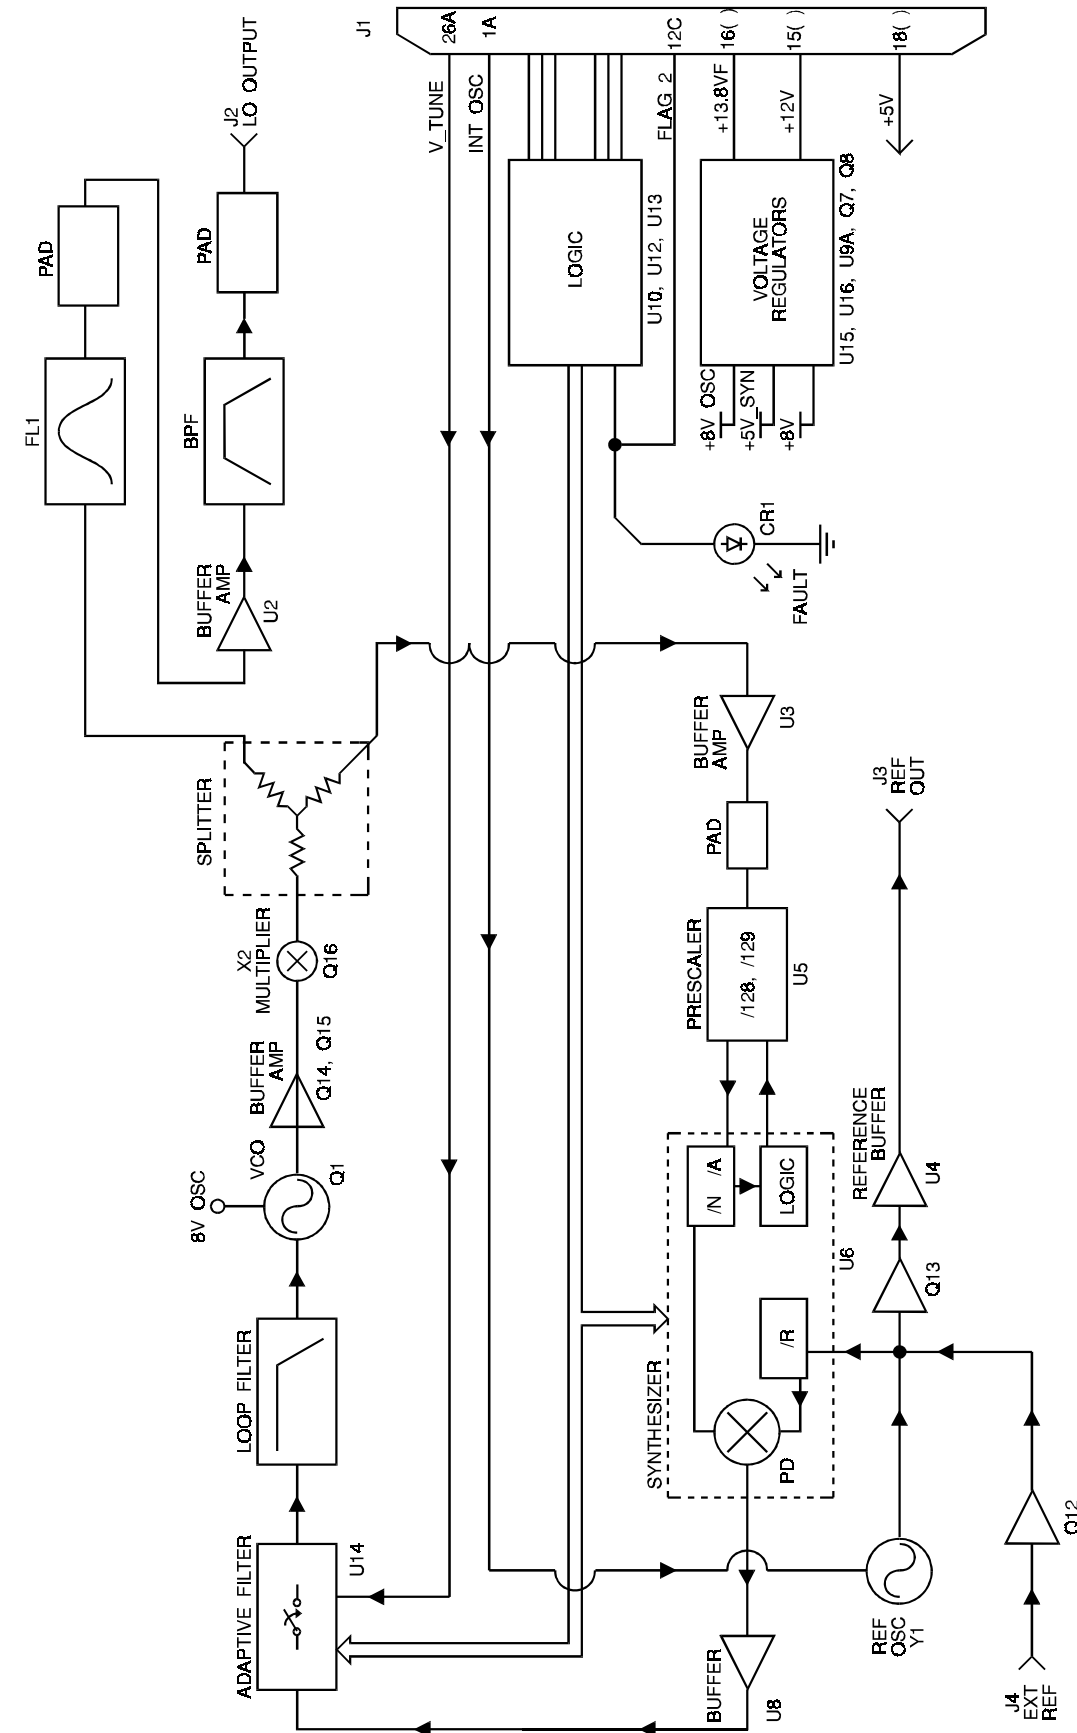 ADAPTIVE FILTER
U14
LOOP FILTER
8V OSC
VCO
Q1
BUFFER
AMP
Q14, Q15
X2
MULTIPLIER
Q16
SPLITTER
BUFFER
AMP
U2
FL1
BPF
PAD
PAD
J2
LO OUTPUT
J1
26A
1A
12C
16( )
15( )
18( )
V_TUNE
INT OSC
FLAG 2
+13.8VF
+12V
+5V
LOGIC
U10, U12, U13
VOLTAGE
REGULATORS
U15, U16, U9A, Q7, Q8
+8V OSC
+5V_SYN
+8V
CR1
FAULT
BUFFER
AMP
U3
PAD
PRESCALER
/128, /129
U5
SYNTHESIZER
/N /A
LOGIC
/R
PD
U6
REFERENCE
BUFFER
U4
Q13
J3
REF
OUT
BUFFER
U8
REF
OSC
Y1
Q12
J4
EXT
REF